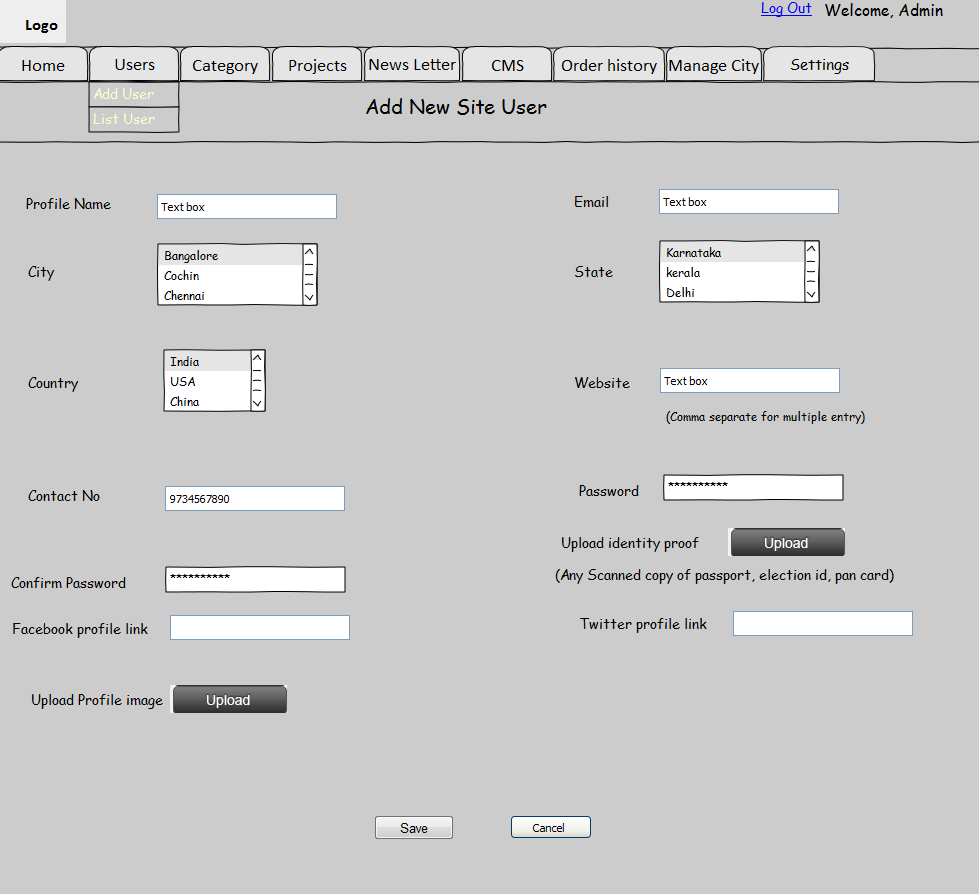 Logo
Log Out Welcome, Admin
Home Users Category Projects News Letter CMS Order history Manage City Settings
Add User
List User
Add New Site User
Profile Name Text box
Email Text box
City Bangalore
Cochin
Chennai
State Karnataka
kerala
Delhi
Country India
USA
China
Website Text box
(Comma separate for multiple entry)
Contact No 9734567890
Password **********
Upload identity proof Upload
(Any Scanned copy of passport, election id, pan card)
Confirm Password **********
Facebook profile link
Twitter profile link
Upload Profile image Upload
Save Cancel